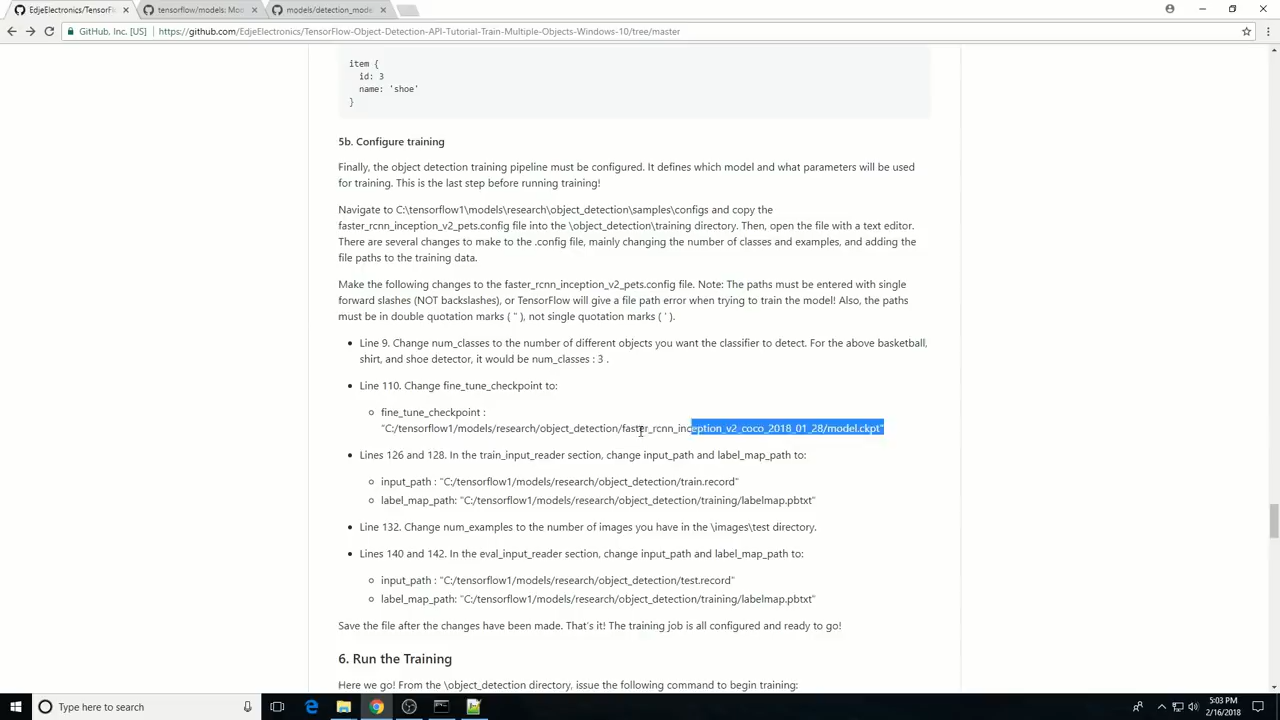 EdjeElectronics/TensorFl
tensorflow/models: Mod
models/detection_mode
GitHub, Inc. [US]
https://github.com/EdjeElectronics/TensorFlow-Object-Detection-API-Tutorial-Train-Multiple-Objects-Windows-10/tree/master
item {
id: 3
name: 'shoe'
}
5b. Configure training
Finally, the object detection training pipeline must be configured. It defines which model and what parameters will be used
for training. This is the last step before running training!
Navigate to C:\tensorflow1\models\research\object_detection\samples\configs and copy the
faster_rcnn_inception_v2_pets.config file into the \object_detection\training directory. Then, open the file with a text editor.
There are several changes to make to the .config file, mainly changing the number of classes and examples, and adding the
file paths to the training data.
Make the following changes to the faster_rcnn_inception_v2_pets.config file. Note: The paths must be entered with single
forward slashes (NOT backslashes), or TensorFlow will give a file path error when trying to train the model! Also, the paths
must be in double quotation marks ( " ), not single quotation marks ( ' ).
• Line 9. Change num_classes to the number of different objects you want the classifier to detect. For the above basketball,
shirt, and shoe detector, it would be num_classes : 3 .
• Line 110. Change fine_tune_checkpoint to:
fine_tune_checkpoint :
"C:/tensorflow1/models/research/object_detection/faster_rcnn_inception_v2_coco_2018_01_28/model.ckpt"
• Lines 126 and 128. In the train_input_reader section, change input_path and label_map_path to:
input_path : "C:/tensorflow1/models/research/object_detection/train.record"
label_map_path: "C:/tensorflow1/models/research/object_detection/training/labelmap.pbtxt"
• Line 132. Change num_examples to the number of images you have in the \images\test directory.
• Lines 140 and 142. In the eval_input_reader section, change input_path and label_map_path to:
input_path : "C:/tensorflow1/models/research/object_detection/test.record"
label_map_path: "C:/tensorflow1/models/research/object_detection/training/labelmap.pbtxt"
Save the file after the changes have been made. That's it! The training job is all configured and ready to go!
6. Run the Training
Here we go! From the \object_detection directory, issue the following command to begin training:
Type here to search
5:03 PM
2/16/2018